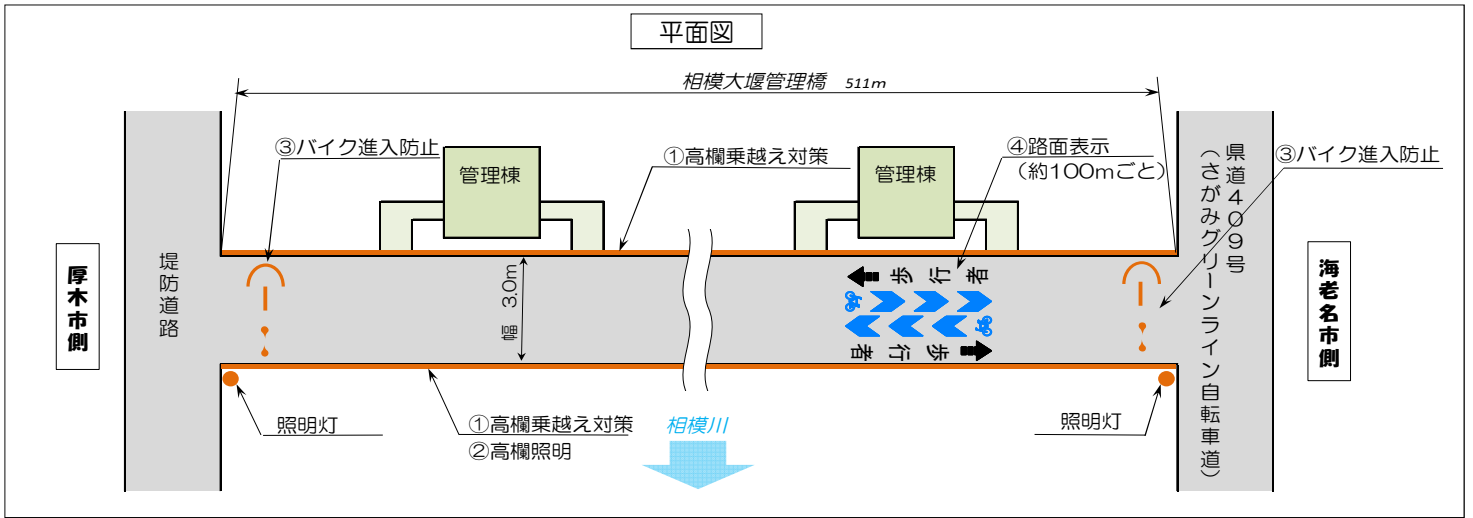 平面図
相模大堰管理橋 511m
③バイク進入防止
管理棟
①高欄乗越え対策
管理棟
④路面表示
（約100mごと）
県道409号
（さがみグリーンライン自転車道）
③バイク進入防止
厚木市側
堤防道路
幅 3.0m
歩行者
歩行者
海老名市側
照明灯
①高欄乗越え対策
②高欄照明
相模川
照明灯